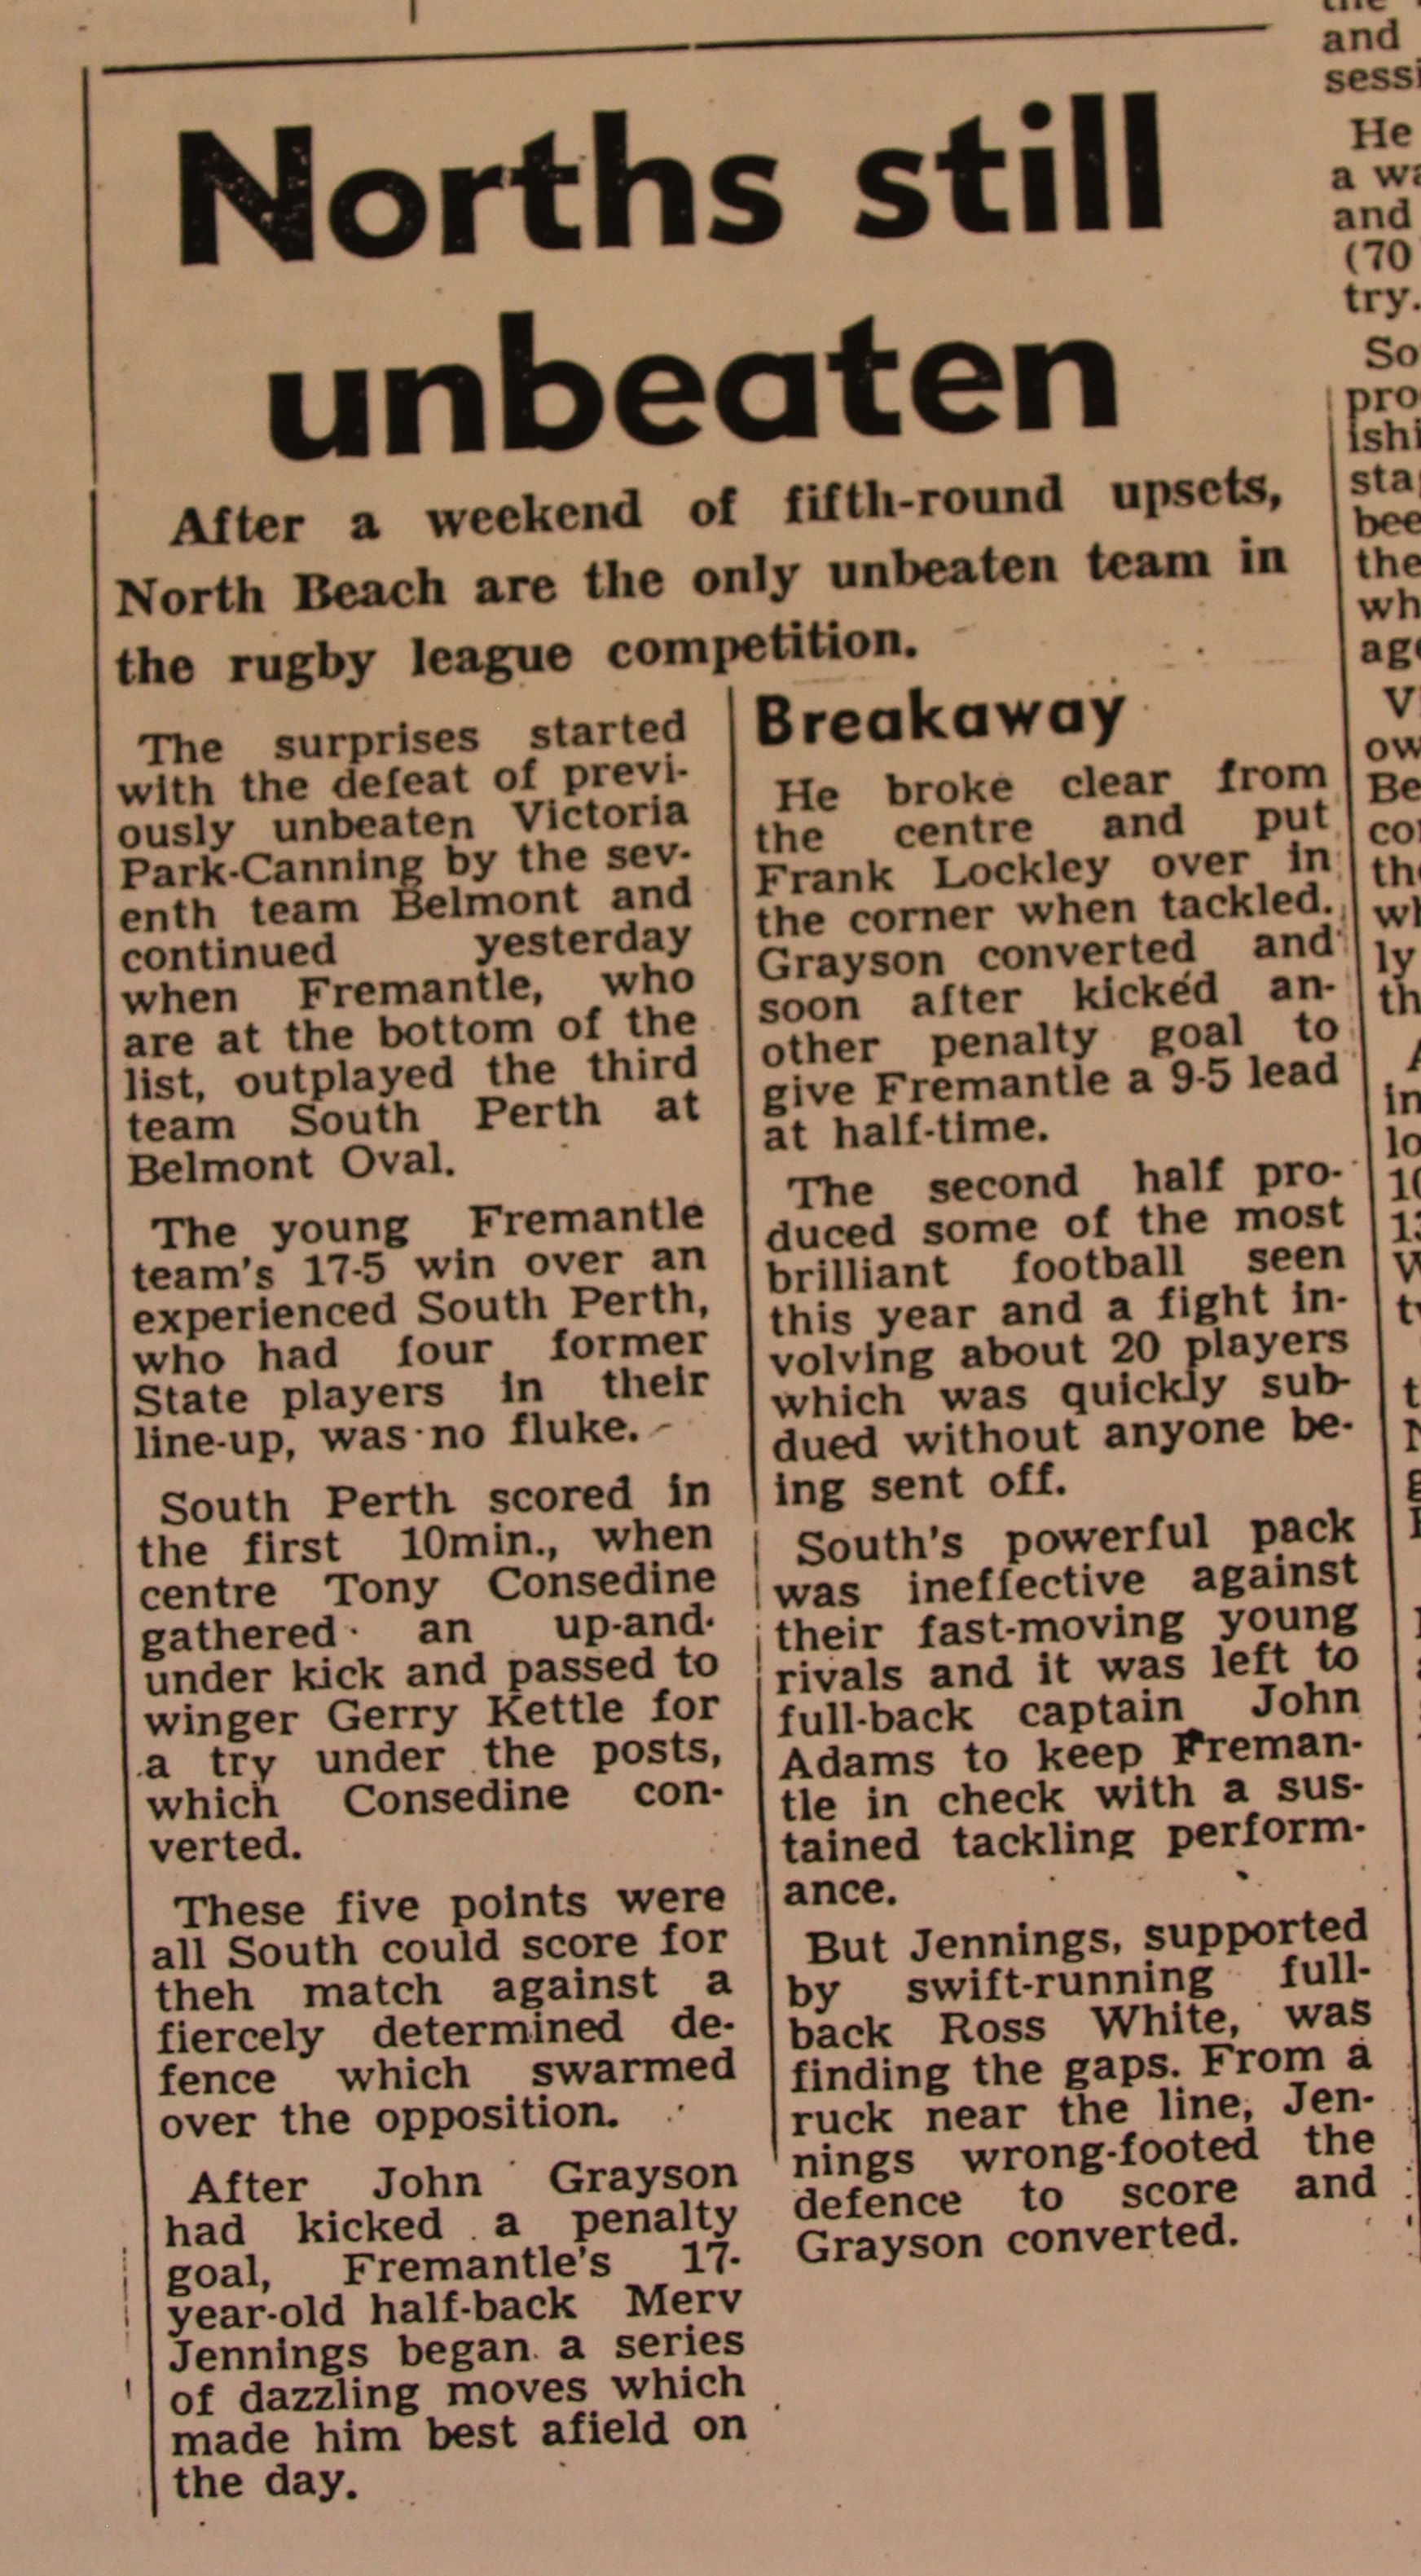 Norths still
unbeaten
After a weekend of fifth-round upsets,
North Beach are the only unbeaten team in
the rugby league competition.
The surprises started
with the defeat of previ-
ously unbeaten Victoria
Park-Canning by the sev-
enth team Belmont and
continued yesterday
when Fremantle, who
are at the bottom of the
list, outplayed the third
team South Perth at
Belmont Oval.
The young Fremantle
team's 17-5 win over an
experienced South Perth,
who had four former
State players in their
line-up, was no fluke.
South Perth scored in
the first 10min., when
centre Tony Consedine
gathered an up-and-
under kick and passed to
winger Gerry Kettle for
a try under the posts,
which Consedine con-
verted.
These five points were
all South could score for
theh match against a
fiercely determined de-
fence which swarmed
over the opposition.
After John Grayson
had kicked a penalty
goal, Fremantle's 17-
year-old half-back Merv
Jennings began a series
of dazzling moves which
made him best afield on
the day.
Breakaway
He broke clear from
the centre and put
Frank Lockley over in
the corner when tackled.
Grayson converted and
soon after kicked an-
other penalty goal to
give Fremantle a 9-5 lead
at half-time.
The second half pro-
duced some of the most
brilliant football seen
this year and a fight in-
volving about 20 players
which was quickly sub-
dued without anyone be-
ing sent off.
South's powerful pack
was ineffective against
their fast-moving young
rivals and it was left to
full-back captain John
Adams to keep Freman-
tle in check with a sus-
tained tackling perform-
ance.
But Jennings, supported
by swift-running full-
back Ross White, was
finding the gaps. From a
ruck near the line, Jen-
nings wrong-footed the
defence to score and
Grayson converted.
and
He
and
(70
try.